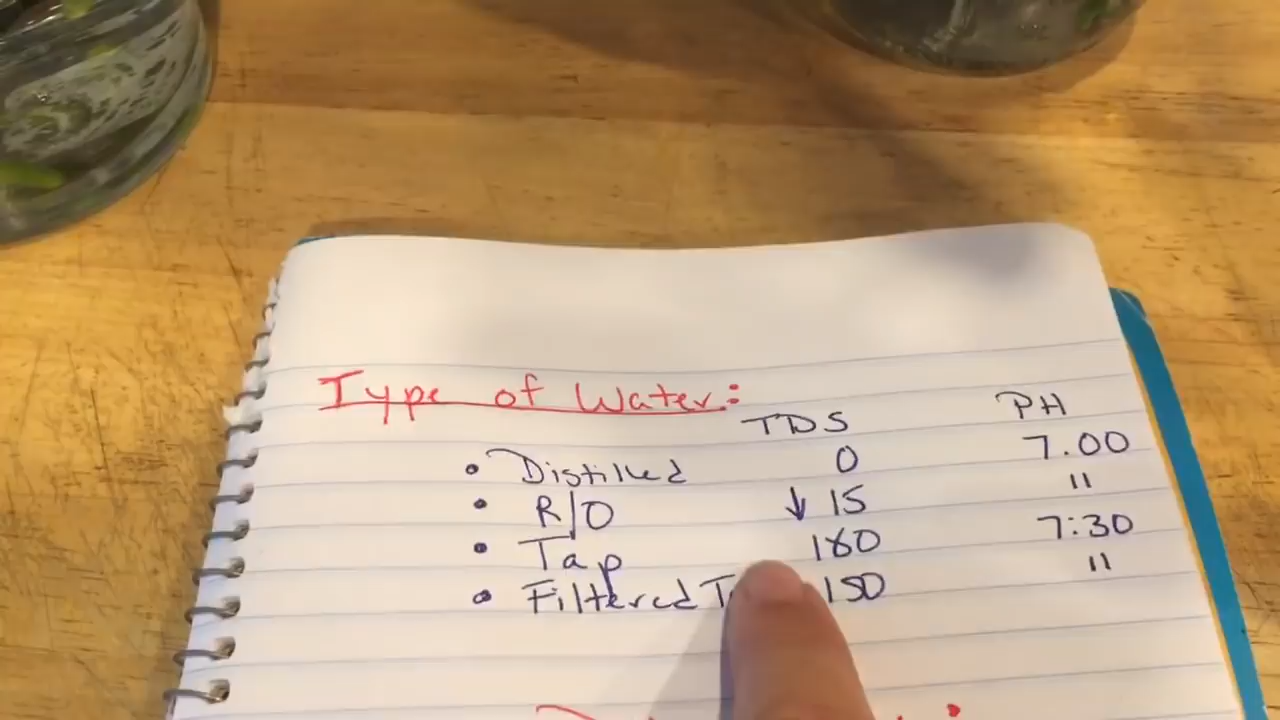 Type of Water:
TDS PH
• Distilled 0 7.00
• R/O ↓ 15 "
• Tap 180 7:30
• Filtered 150 "